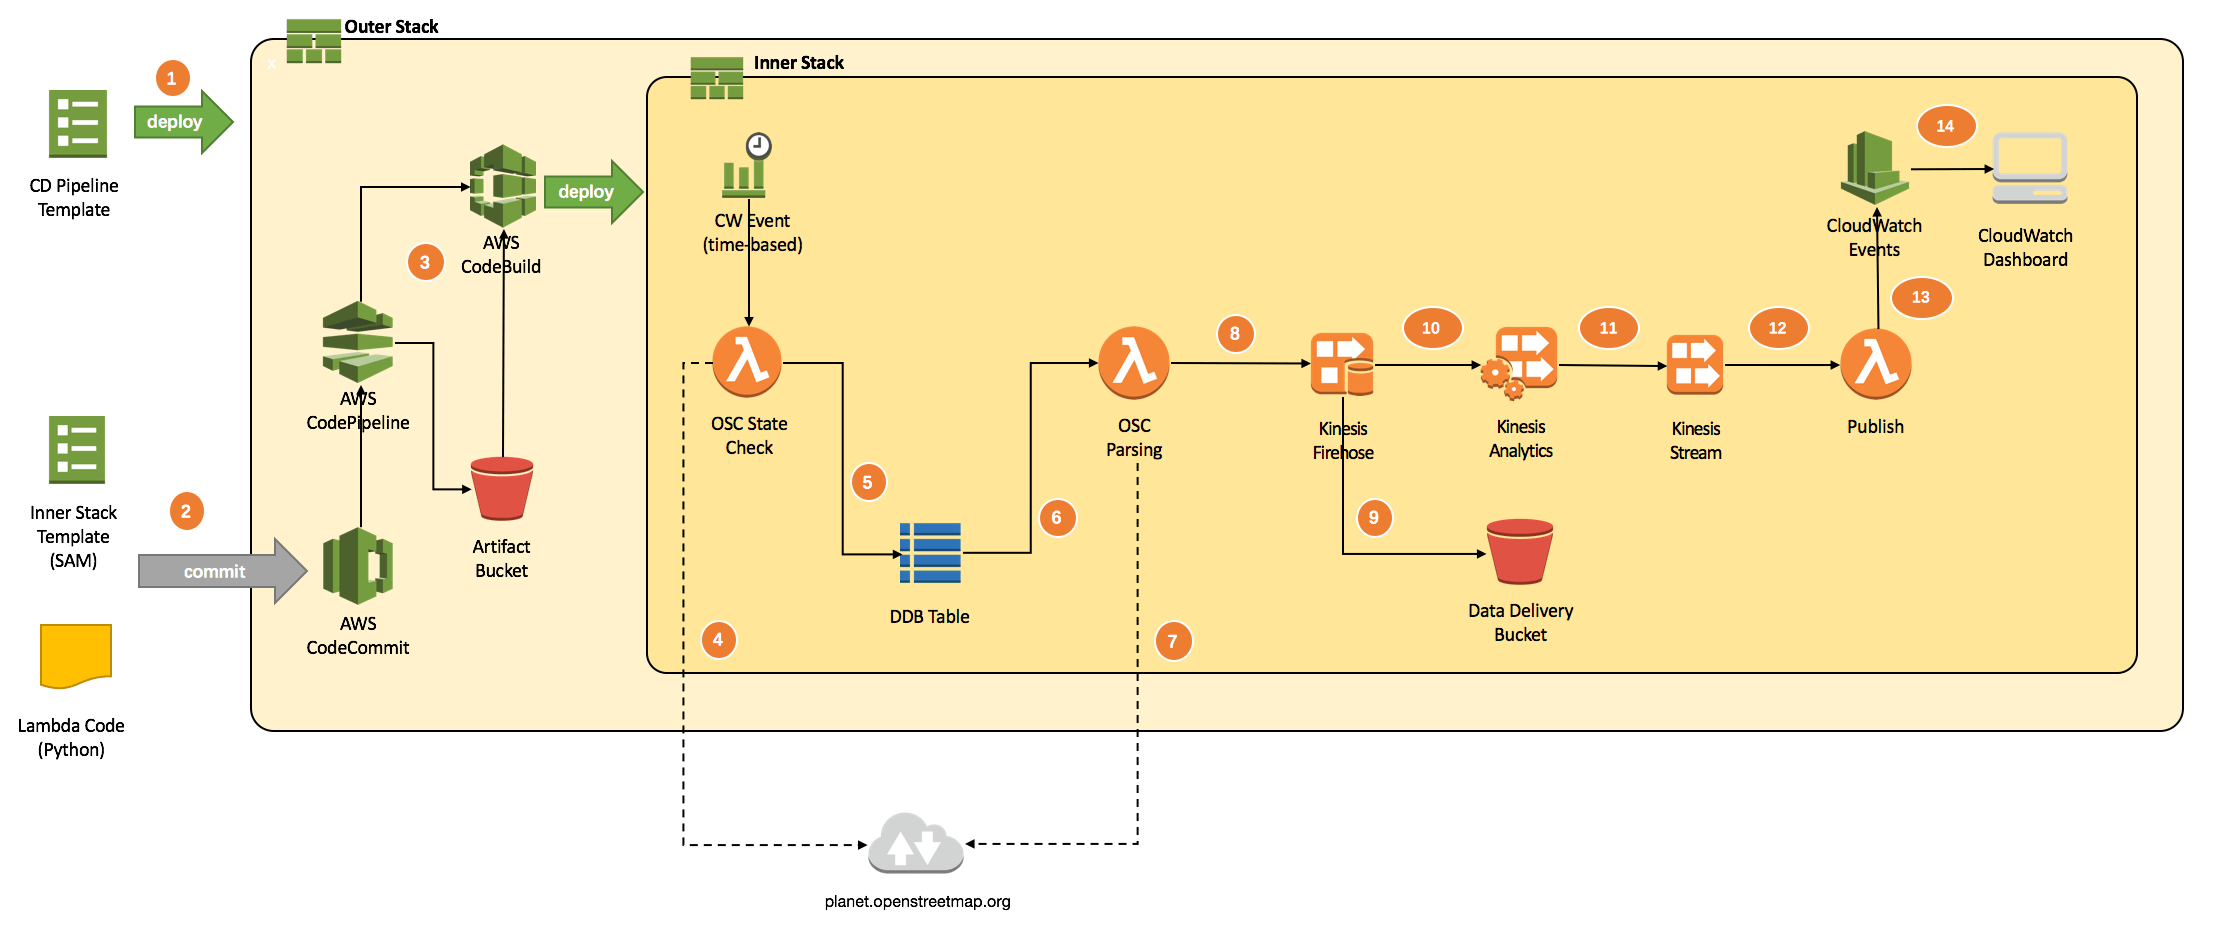 Outer Stack
x
Inner Stack
1
deploy
CD Pipeline
Template
Inner Stack
Template
(SAM)
2
commit
Lambda Code
(Python)
AWS
CodeCommit
AWS
CodePipeline
3
AWS
CodeBuild
Artifact
Bucket
deploy
CW Event
(time-based)
OSC State
Check
4
5
DDB Table
6
OSC
Parsing
7
planet.openstreetmap.org
8
Kinesis
Firehose
9
Data Delivery
Bucket
10
Kinesis
Analytics
11
Kinesis
Stream
12
Publish
13
CloudWatch
Events
14
CloudWatch
Dashboard